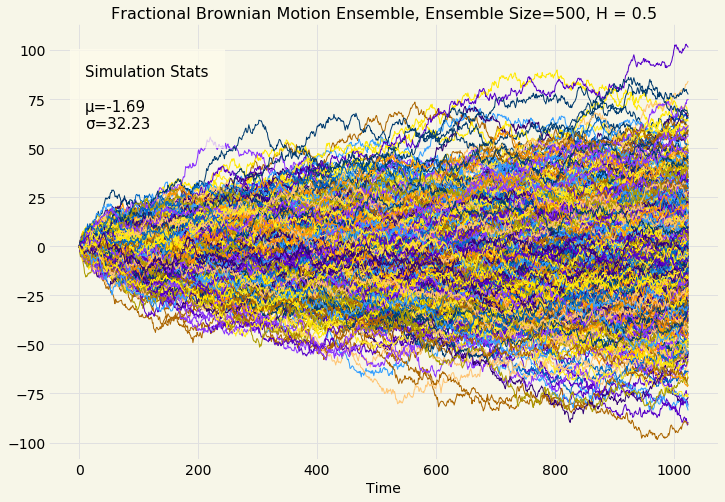 Fractional Brownian Motion Ensemble, Ensemble Size=500, H = 0.5
Simulation Stats
μ=-1.69
σ=32.23
100
75
50
25
0
−25
−50
−75
−100
0 200 400 600 800 1000
Time